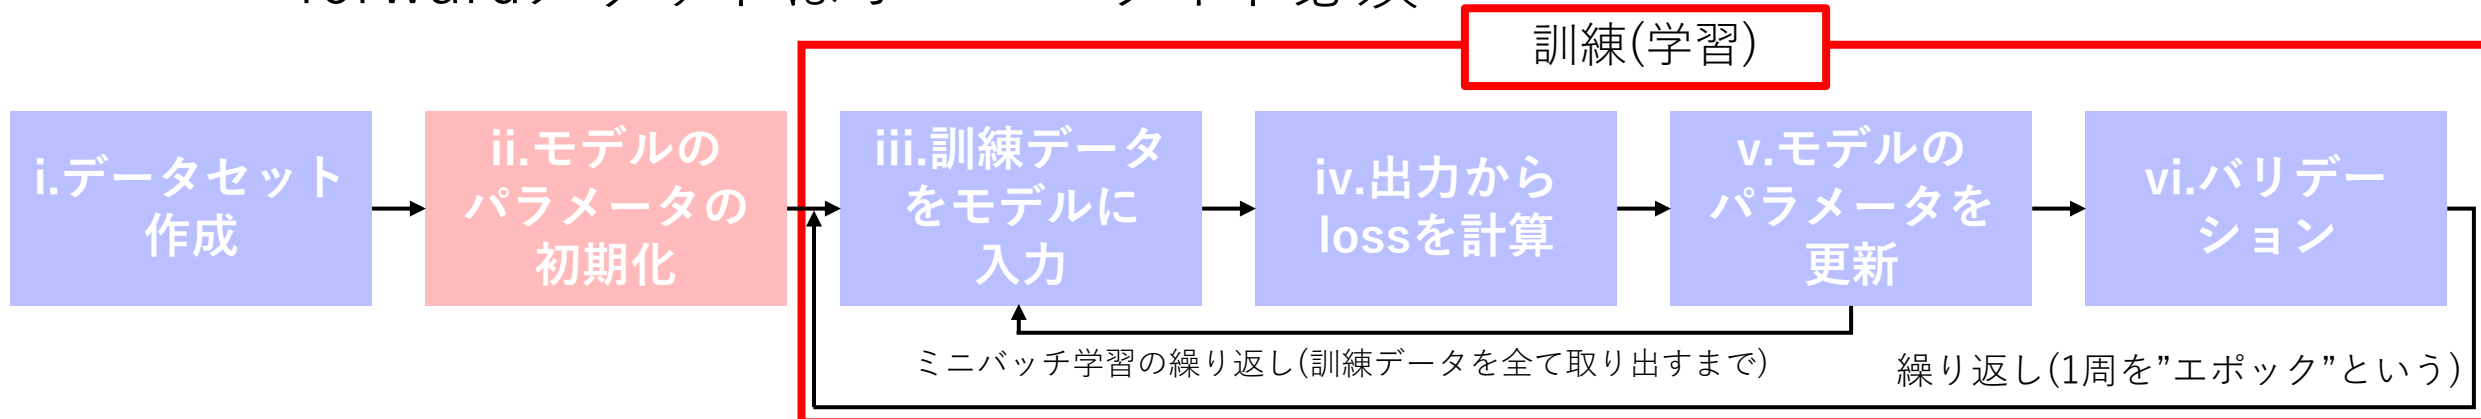 訓練(学習)
i.データセット
作成
ii.モデルの
パラメータの
初期化
iii.訓練データ
をモデルに
入力
iv.出力から
lossを計算
v.モデルの
パラメータを
更新
vi.バリデー
ション
ミニバッチ学習の繰り返し(訓練データを全て取り出すまで)
繰り返し(1周を”エポック”という)